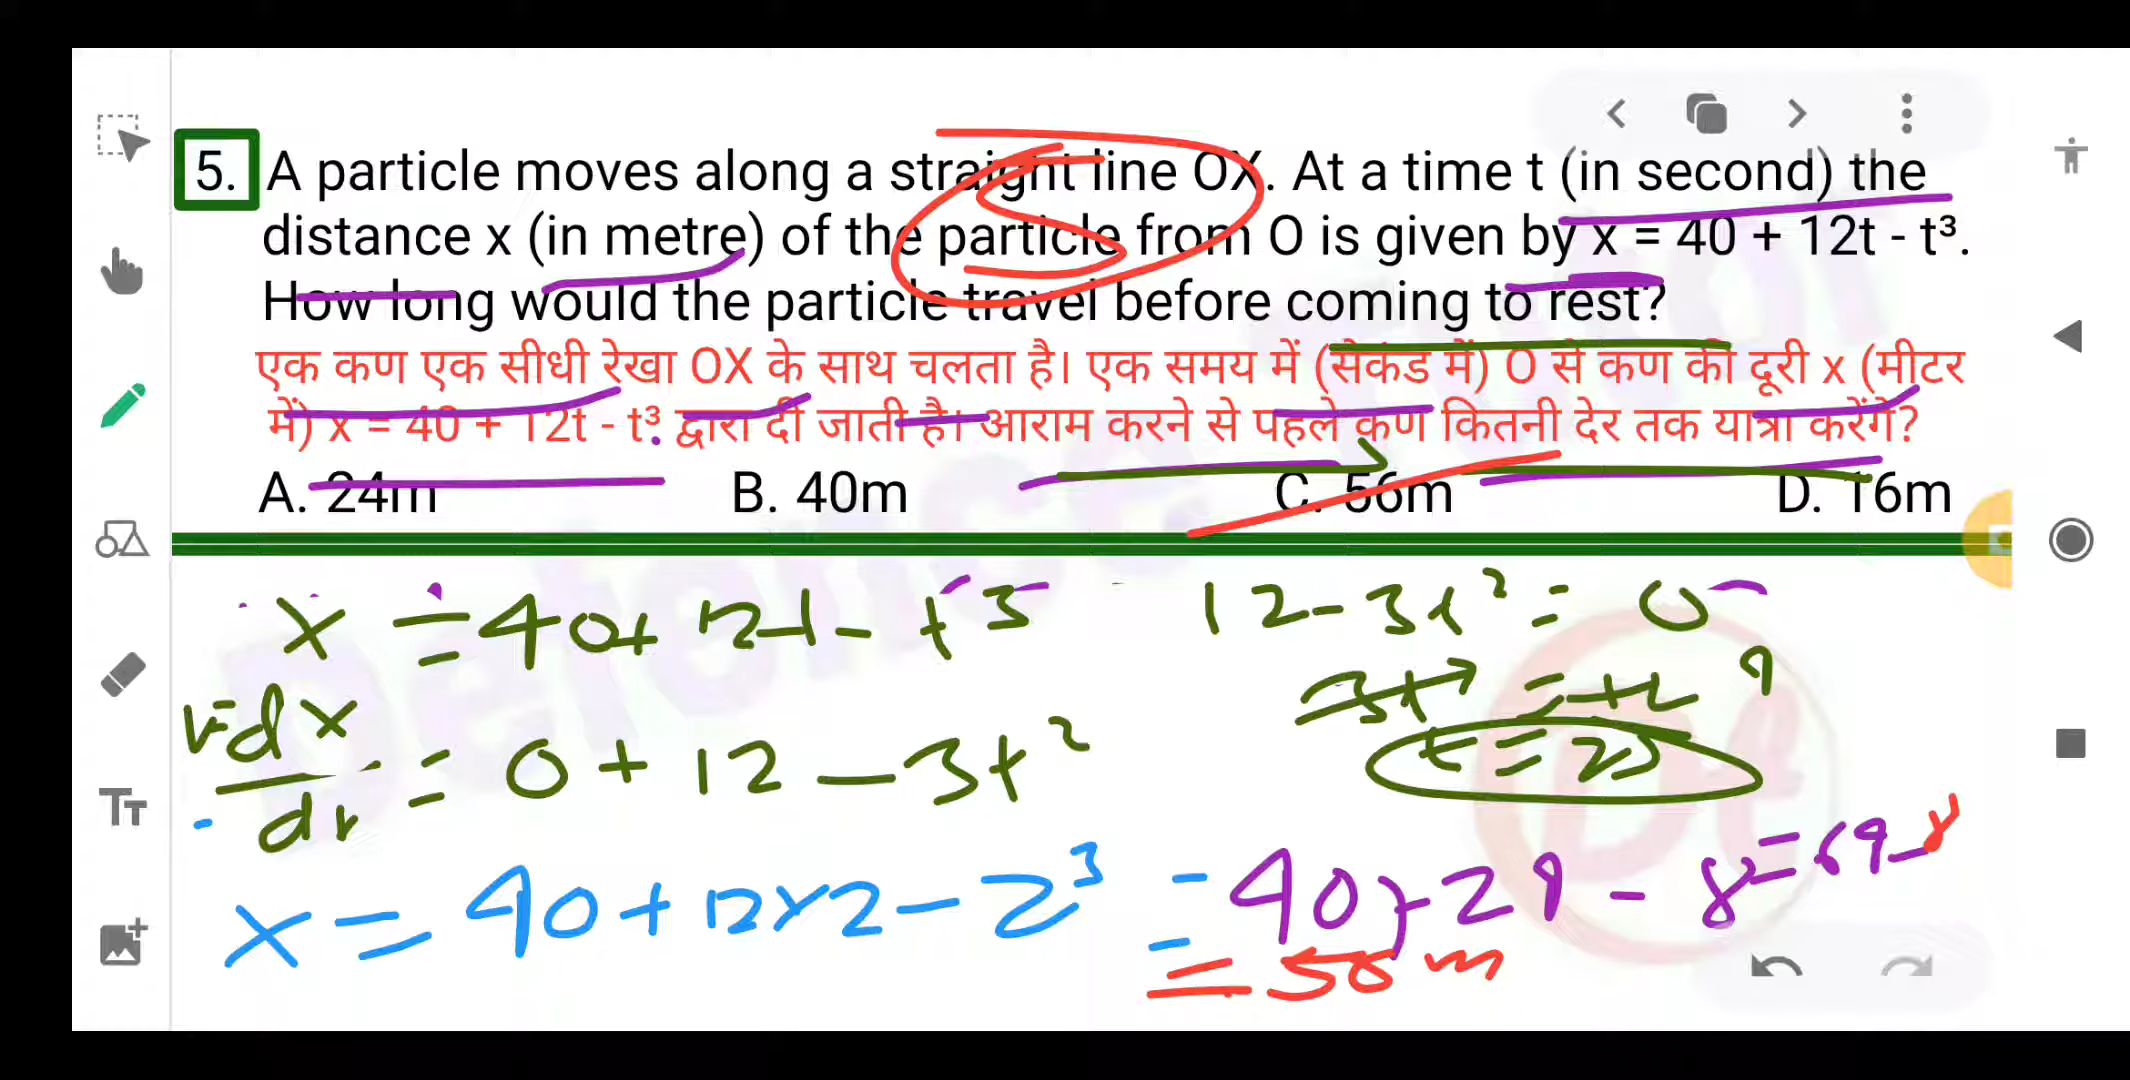 5. A particle moves along a straight line OX. At a time t (in second) the
distance x (in metre) of the particle from O is given by x = 40 + 12t - t³.
How long would the particle travel before coming to rest?
एक कण एक सीधी रेखा OX के साथ चलता है। एक समय में (सेकंड में) O से कण की दूरी x (मीटर
में) x = 40 + 12t - t³ द्वारा दी जाती है। आराम करने से पहले कण कितनी देर तक यात्रा करेंगे?
A. 24m B. 40m C. 56m D. 16m
x = 40 + 12t - t³
12 - 3t² = 0
v = dx/dt = 0 + 12 - 3t²
t = 2s
x = 40 + 12 x 2 - 2³ = 40 + 24 - 8 = 64 - 8
= 56 m